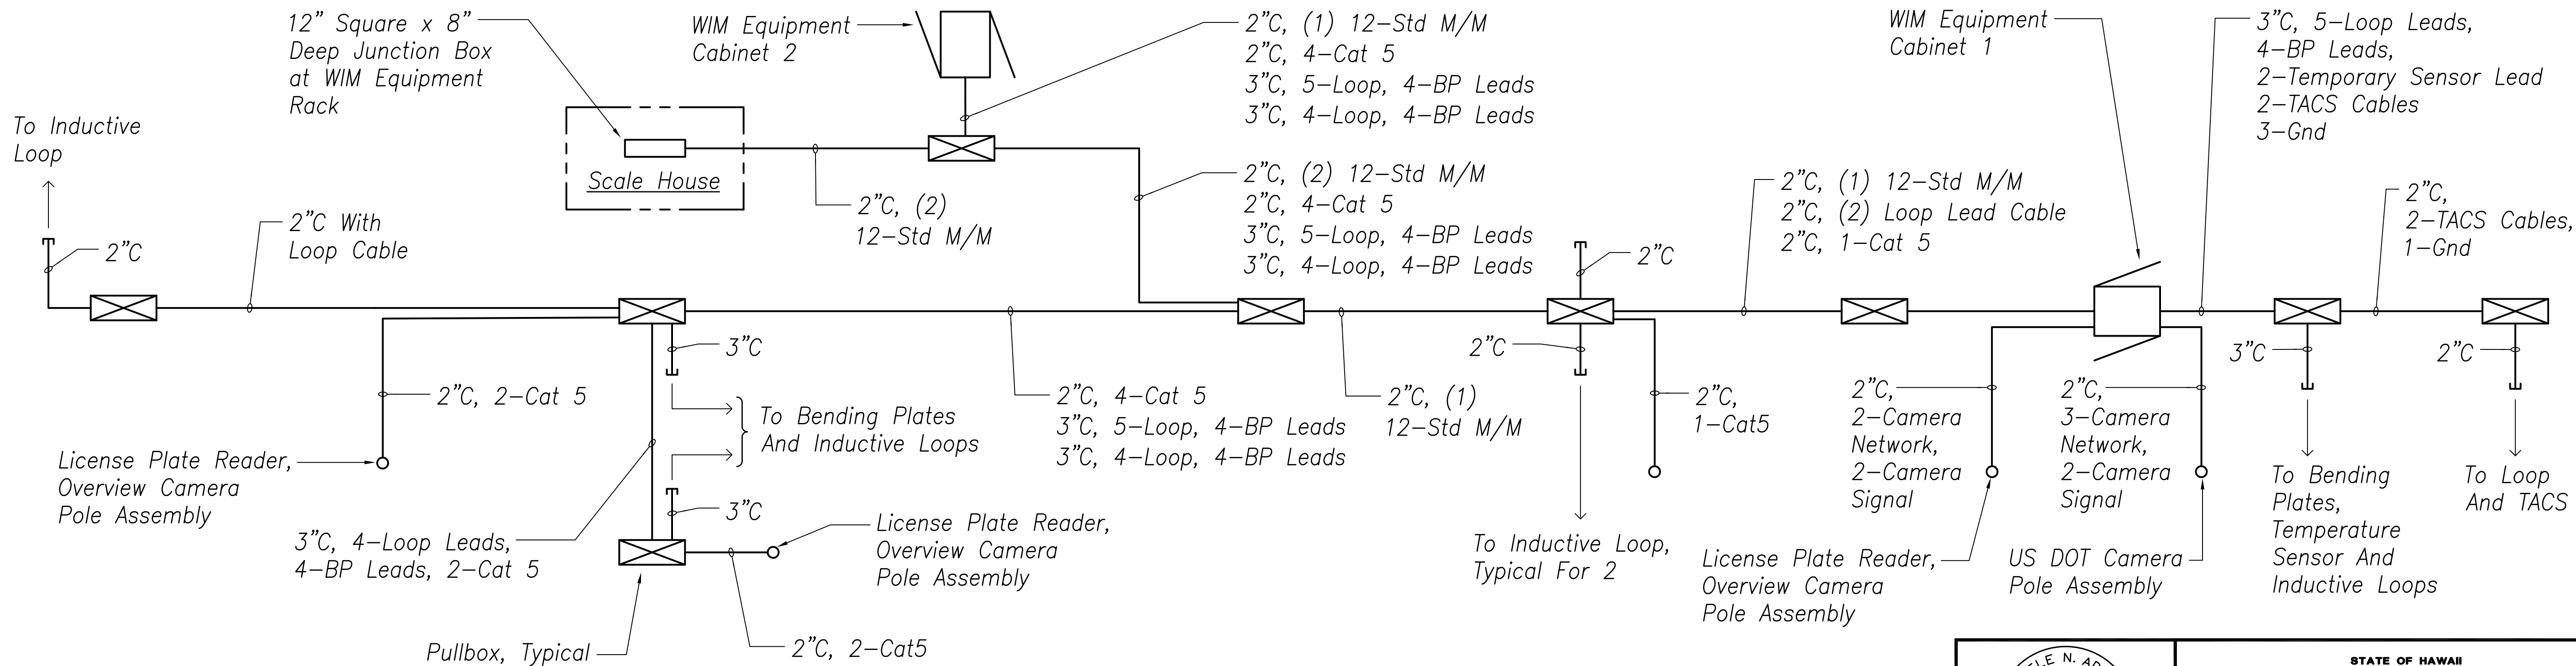 12" Square x 8"
Deep Junction Box
at WIM Equipment
Rack
WIM Equipment
Cabinet 2
2"C, (1) 12-Std M/M
2"C, 4-Cat 5
3"C, 5-Loop, 4-BP Leads
3"C, 4-Loop, 4-BP Leads
WIM Equipment
Cabinet 1
3"C, 5-Loop Leads,
4-BP Leads,
2-Temporary Sensor Lead
2-TACS Cables
3-Gnd
To Inductive
Loop
Scale House
2"C, (2)
12-Std M/M
2"C, (2) 12-Std M/M
2"C, 4-Cat 5
3"C, 5-Loop, 4-BP Leads
3"C, 4-Loop, 4-BP Leads
2"C, (1) 12-Std M/M
2"C, (2) Loop Lead Cable
2"C, 1-Cat 5
2"C,
2-TACS Cables,
1-Gnd
2"C
2"C With
Loop Cable
2"C
3"C
2"C
3"C
2"C
2"C, 2-Cat 5
To Bending Plates
And Inductive Loops
2"C, 4-Cat 5
3"C, 5-Loop, 4-BP Leads
3"C, 4-Loop, 4-BP Leads
2"C, (1)
12-Std M/M
2"C,
1-Cat5
2"C,
2-Camera
Network,
2-Camera
Signal
2"C,
3-Camera
Network,
2-Camera
Signal
License Plate Reader,
Overview Camera
Pole Assembly
3"C
3"C, 4-Loop Leads,
4-BP Leads, 2-Cat 5
License Plate Reader,
Overview Camera
Pole Assembly
To Inductive Loop,
Typical For 2
License Plate Reader,
Overview Camera
Pole Assembly
US DOT Camera
Pole Assembly
To Bending
Plates,
Temperature
Sensor And
Inductive Loops
To Loop
And TACS
Pullbox, Typical
2"C, 2-Cat5
STATE OF HAWAII